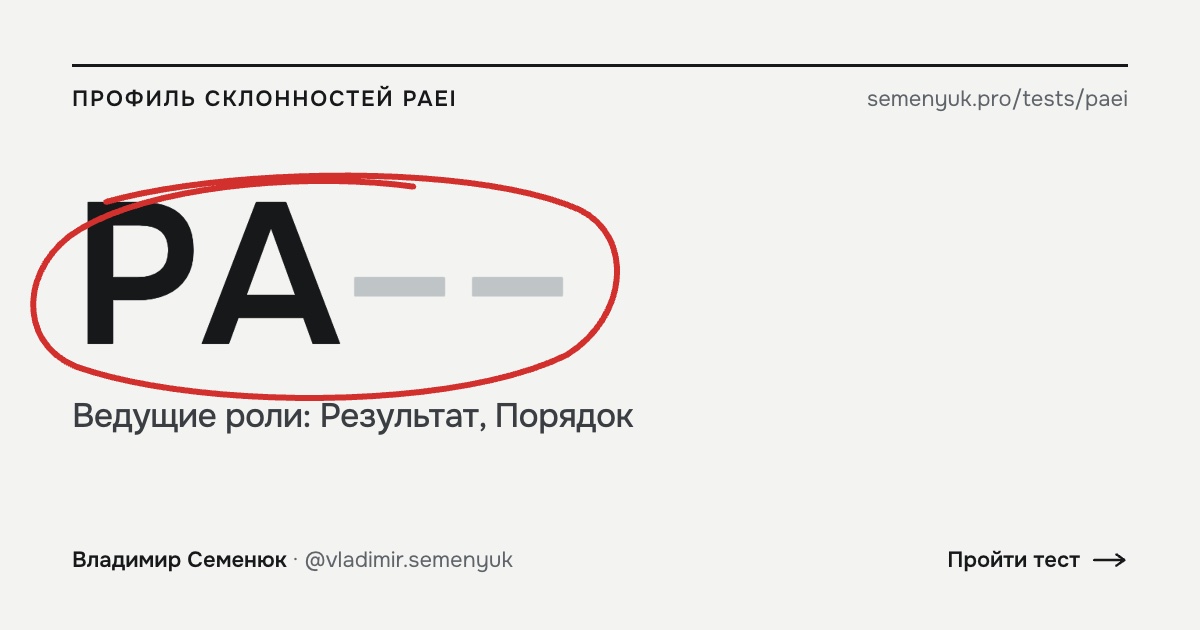 ПРОФИЛЬ СКЛОННОСТЕЙ PAEI
semenyuk.pro/tests/paei
PA — —
Ведущие роли: Результат, Порядок
Владимир Семенюк · @vladimir.semenyuk
Пройти тест →